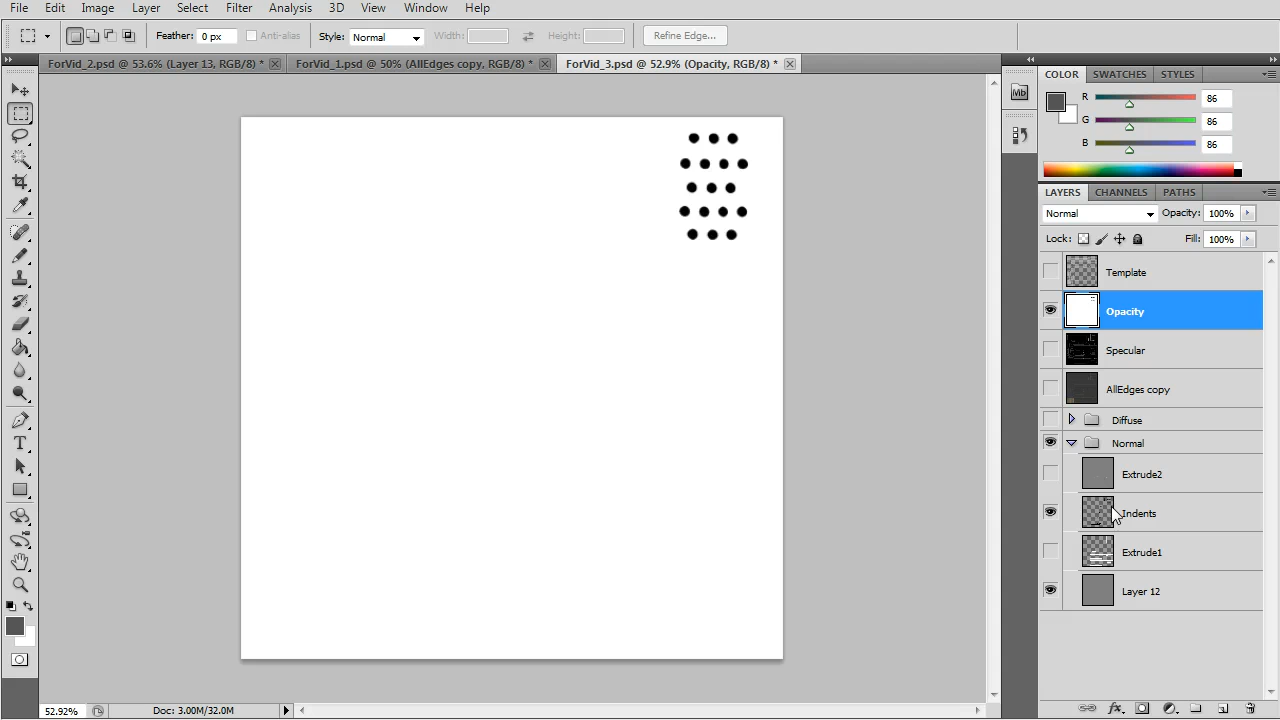 File Edit Image Layer Select Filter Analysis 3D View Window Help
Feather: 0 px Anti-alias Style: Normal Width: Height: Refine Edge...
ForVid_2.psd @ 53.6% (Layer 13, RGB/8) * ForVid_1.psd @ 50% (AllEdges copy, RGB/8) * ForVid_3.psd @ 52.9% (Opacity, RGB/8) *
COLOR SWATCHES STYLES
Mb
R 86
G 86
B 86
LAYERS CHANNELS PATHS
Normal Opacity: 100%
Lock: Fill: 100%
Template
Opacity
Specular
AllEdges copy
Diffuse
Normal
Extrude2
Indents
Extrude1
Layer 12
T
fx
52.92% Doc: 3.00M/32.0M